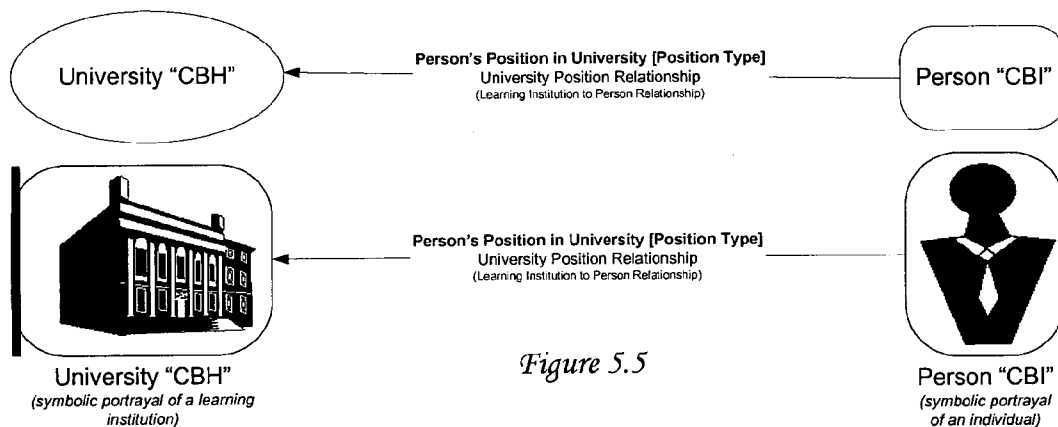 University “CBH”
Person's Position in University [Position Type]
University Position Relationship
(Learning Institution to Person Relationship)
Person “CBI”
Person's Position in University [Position Type]
University Position Relationship
(Learning Institution to Person Relationship)
University “CBH”
(symbolic portrayal of a learning
institution)
Figure 5.5
Person “CBI”
(symbolic portrayal
of an individual)